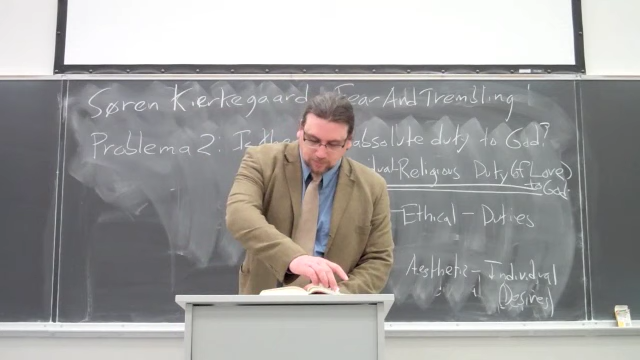 Søren Kierkegaard Fear And Trembling
Problema 2: Is absolute duty to God?
Religious Duty (of Love) to God
Ethical - Duties
Aesthetic - Individual
(Desires)